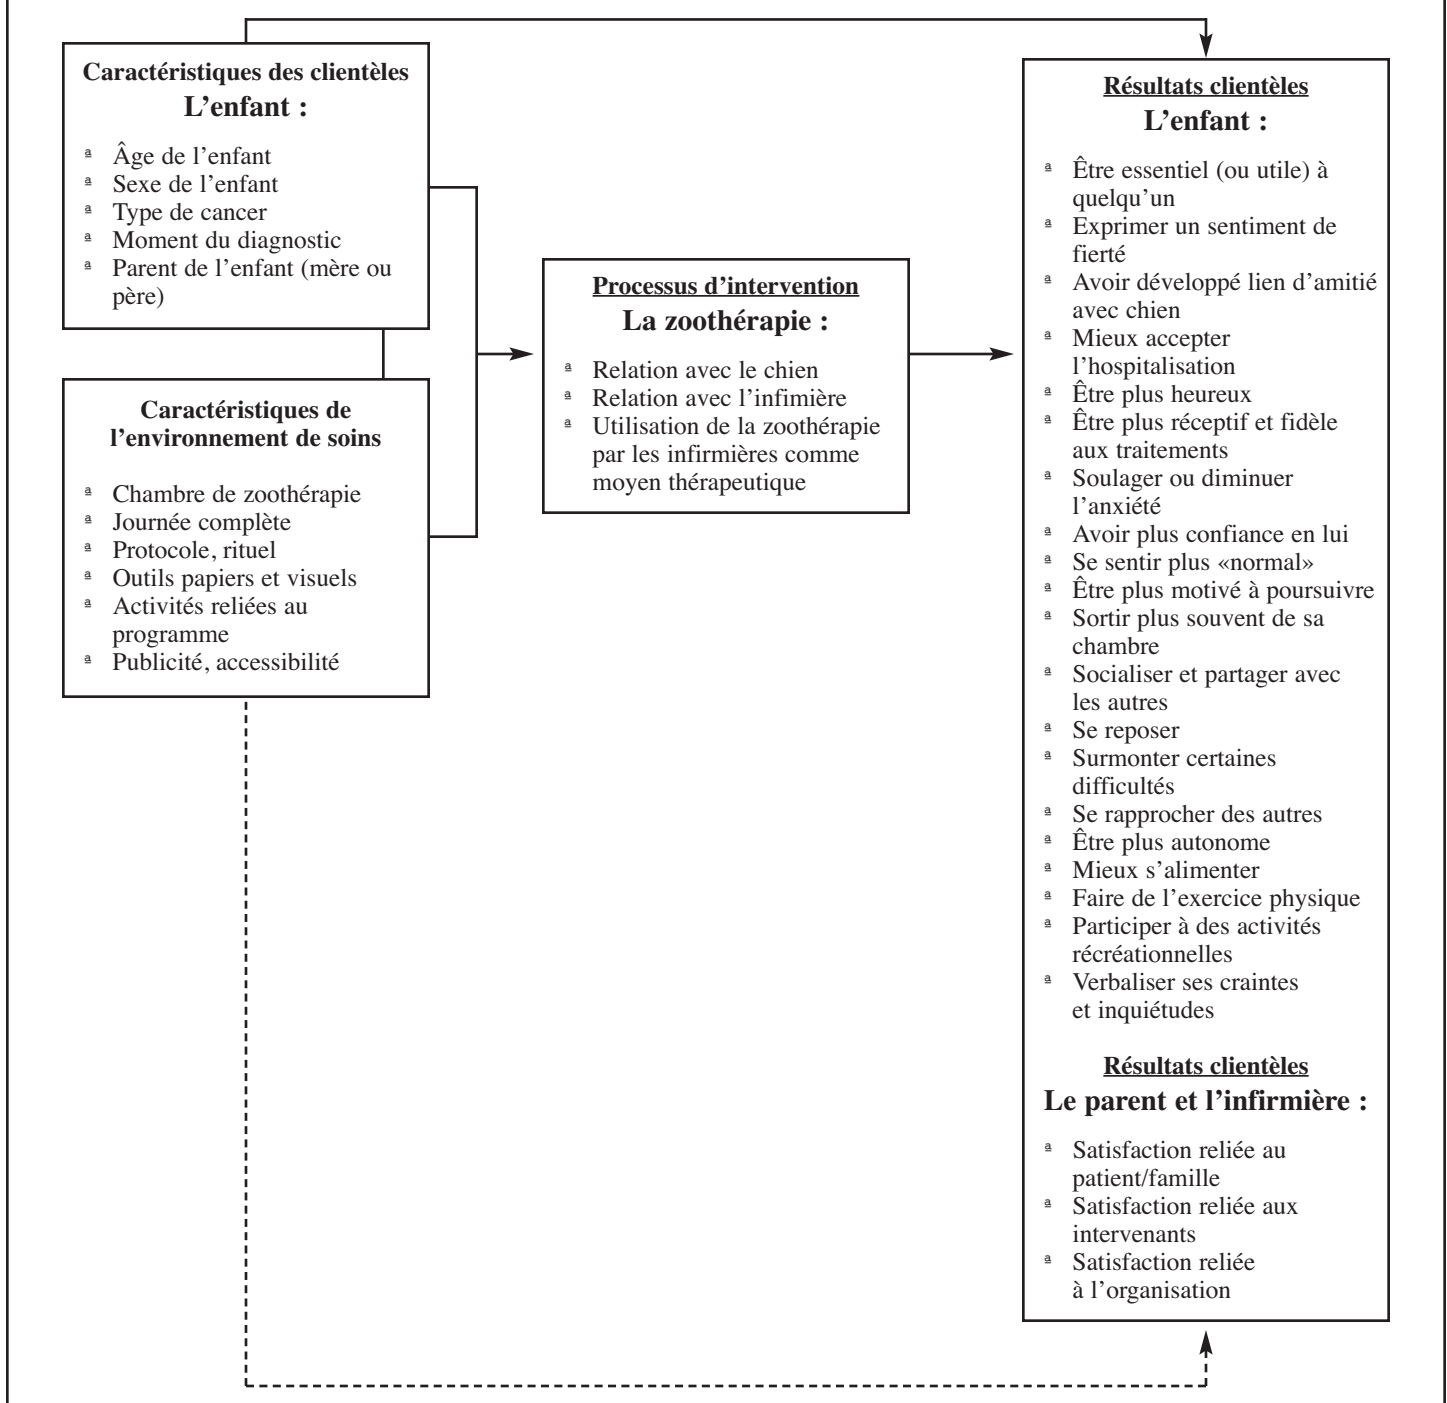 Caractéristiques des clientèles
L’enfant :
ª Âge de l’enfant
ª Sexe de l’enfant
ª Type de cancer
ª Moment du diagnostic
ª Parent de l’enfant (mère ou
père)
Caractéristiques de
l’environnement de soins
ª Chambre de zoothérapie
ª Journée complète
ª Protocole, rituel
ª Outils papiers et visuels
ª Activités reliées au
programme
ª Publicité, accessibilité
Processus d’intervention
La zoothérapie :
ª Relation avec le chien
ª Relation avec l’infimière
ª Utilisation de la zoothérapie
par les infirmières comme
moyen thérapeutique
Résultats clientèles
L’enfant :
ª Être essentiel (ou utile) à
quelqu’un
ª Exprimer un sentiment de
fierté
ª Avoir développé lien d’amitié
avec chien
ª Mieux accepter
l’hospitalisation
ª Être plus heureux
ª Être plus réceptif et fidèle
aux traitements
ª Soulager ou diminuer
l’anxiété
ª Avoir plus confiance en lui
ª Se sentir plus «normal»
ª Être plus motivé à poursuivre
ª Sortir plus souvent de sa
chambre
ª Socialiser et partager avec
les autres
ª Se reposer
ª Surmonter certaines
difficultés
ª Se rapprocher des autres
ª Être plus autonome
ª Mieux s’alimenter
ª Faire de l’exercice physique
ª Participer à des activités
récréationnelles
ª Verbaliser ses craintes
et inquiétudes
Résultats clientèles
Le parent et l’infirmière :
ª Satisfaction reliée au
patient/famille
ª Satisfaction reliée aux
intervenants
ª Satisfaction reliée
à l’organisation